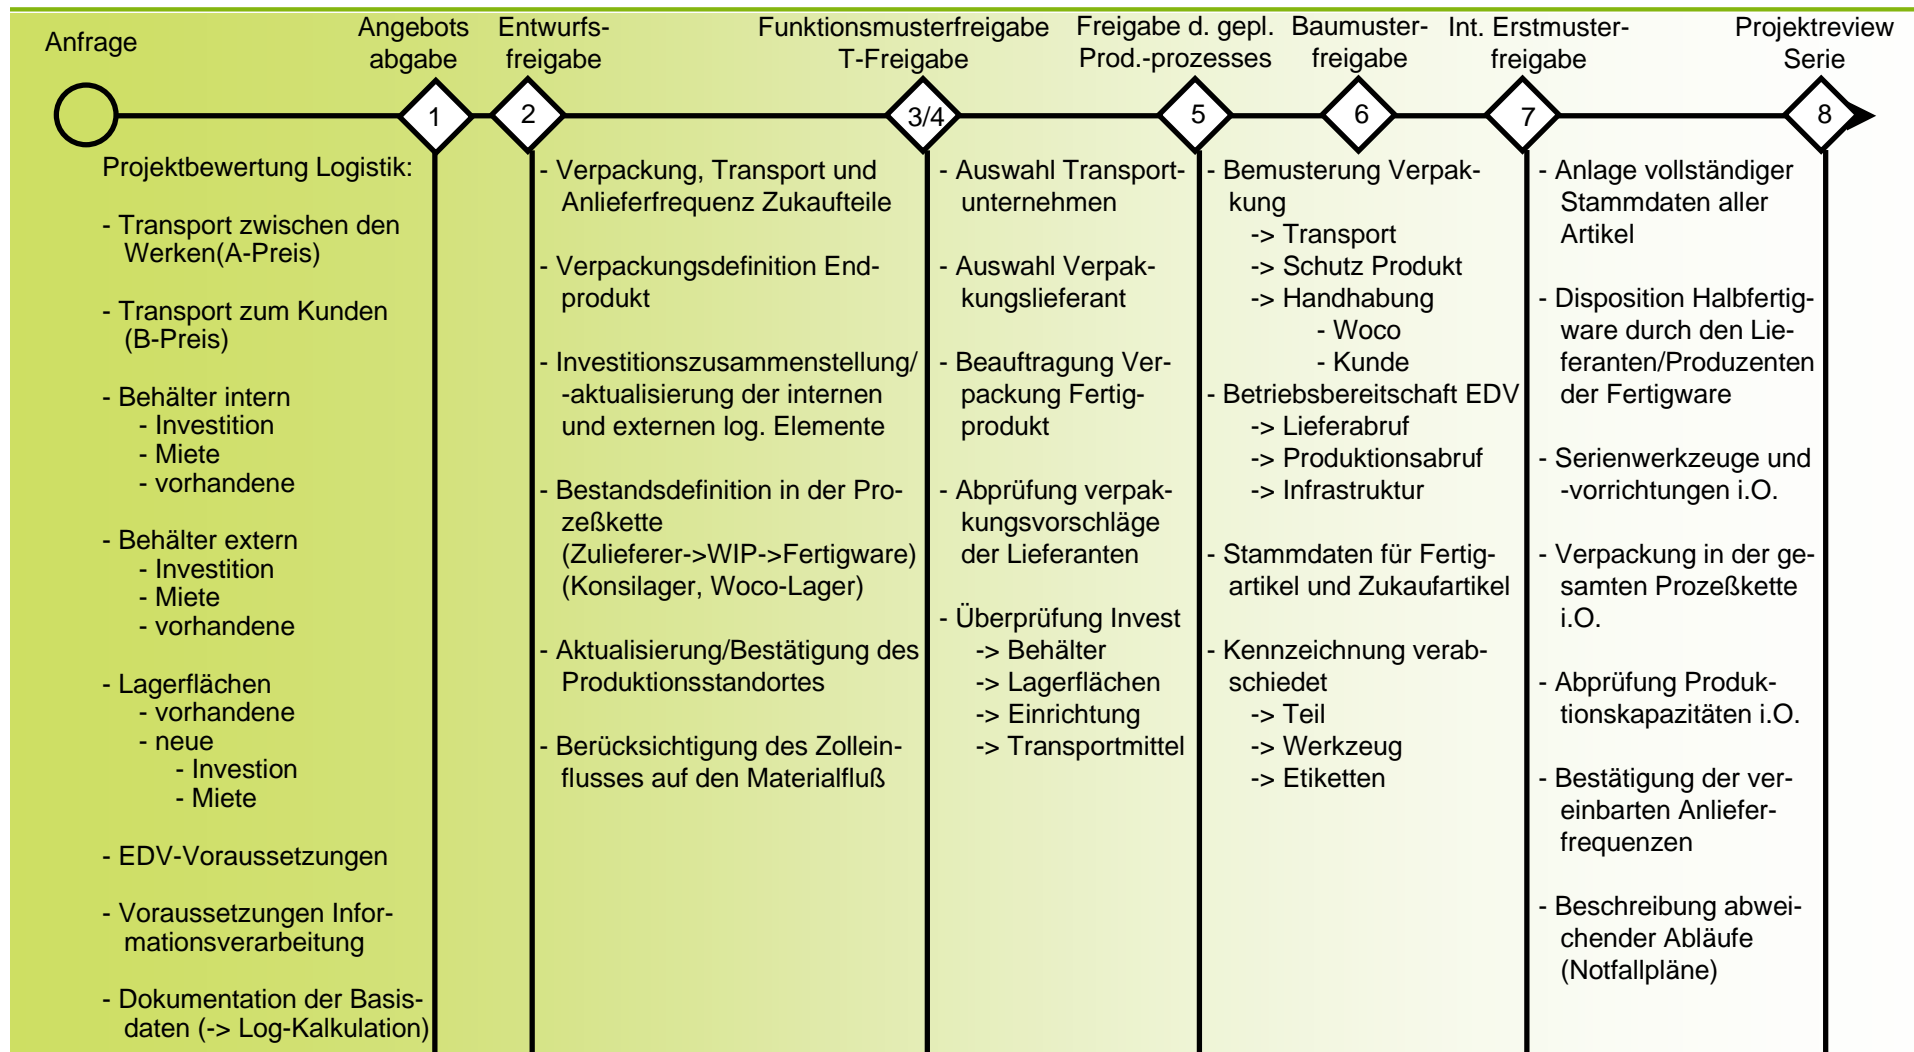 Anfrage
Angebots
abgabe
Entwurfs-
freigabe
Funktionsmusterfreigabe
T-Freigabe
Freigabe d. gepl.
Prod.-prozesses
Baumuster-
freigabe
Int. Erstmuster-
freigabe
Projektreview
Serie
1
2
3/4
5
6
7
8
Projektbewertung Logistik:
- Transport zwischen den
Werken(A-Preis)
- Transport zum Kunden
(B-Preis)
- Behälter intern
- Investition
- Miete
- vorhandene
- Behälter extern
- Investition
- Miete
- vorhandene
- Lagerflächen
- vorhandene
- neue
- Investion
- Miete
- EDV-Voraussetzungen
- Voraussetzungen Infor-
mationsverarbeitung
- Dokumentation der Basis-
daten (-> Log-Kalkulation)
- Verpackung, Transport und
Anlieferfrequenz Zukaufteile
- Verpackungsdefinition End-
produkt
- Investitionszusammenstellung/
-aktualisierung der internen
und externen log. Elemente
- Bestandsdefinition in der Pro-
zeßkette
(Zulieferer->WIP->Fertigware)
(Konsilager, Woco-Lager)
- Aktualisierung/Bestätigung des
Produktionsstandortes
- Berücksichtigung des Zollein-
flusses auf den Materialfluß
- Auswahl Transport-
unternehmen
- Auswahl Verpak-
kungslieferant
- Beauftragung Ver-
packung Fertig-
produkt
- Abprüfung verpak-
kungsvorschläge
der Lieferanten
- Überprüfung Invest
-> Behälter
-> Lagerflächen
-> Einrichtung
-> Transportmittel
- Bemusterung Verpak-
kung
-> Transport
-> Schutz Produkt
-> Handhabung
- Woco
- Kunde
- Betriebsbereitschaft EDV
-> Lieferabruf
-> Produktionsabruf
-> Infrastruktur
- Stammdaten für Fertig-
artikel und Zukaufartikel
- Kennzeichnung verab-
schiedet
-> Teil
-> Werkzeug
-> Etiketten
- Anlage vollständiger
Stammdaten aller
Artikel
- Disposition Halbfertig-
ware durch den Lie-
feranten/Produzenten
der Fertigware
- Serienwerkzeuge und
-vorrichtungen i.O.
- Verpackung in der ge-
samten Prozeßkette
i.O.
- Abprüfung Produk-
tionskapazitäten i.O.
- Bestätigung der ver-
einbarten Anliefer-
frequenzen
- Beschreibung abwei-
chender Abläufe
(Notfallpläne)